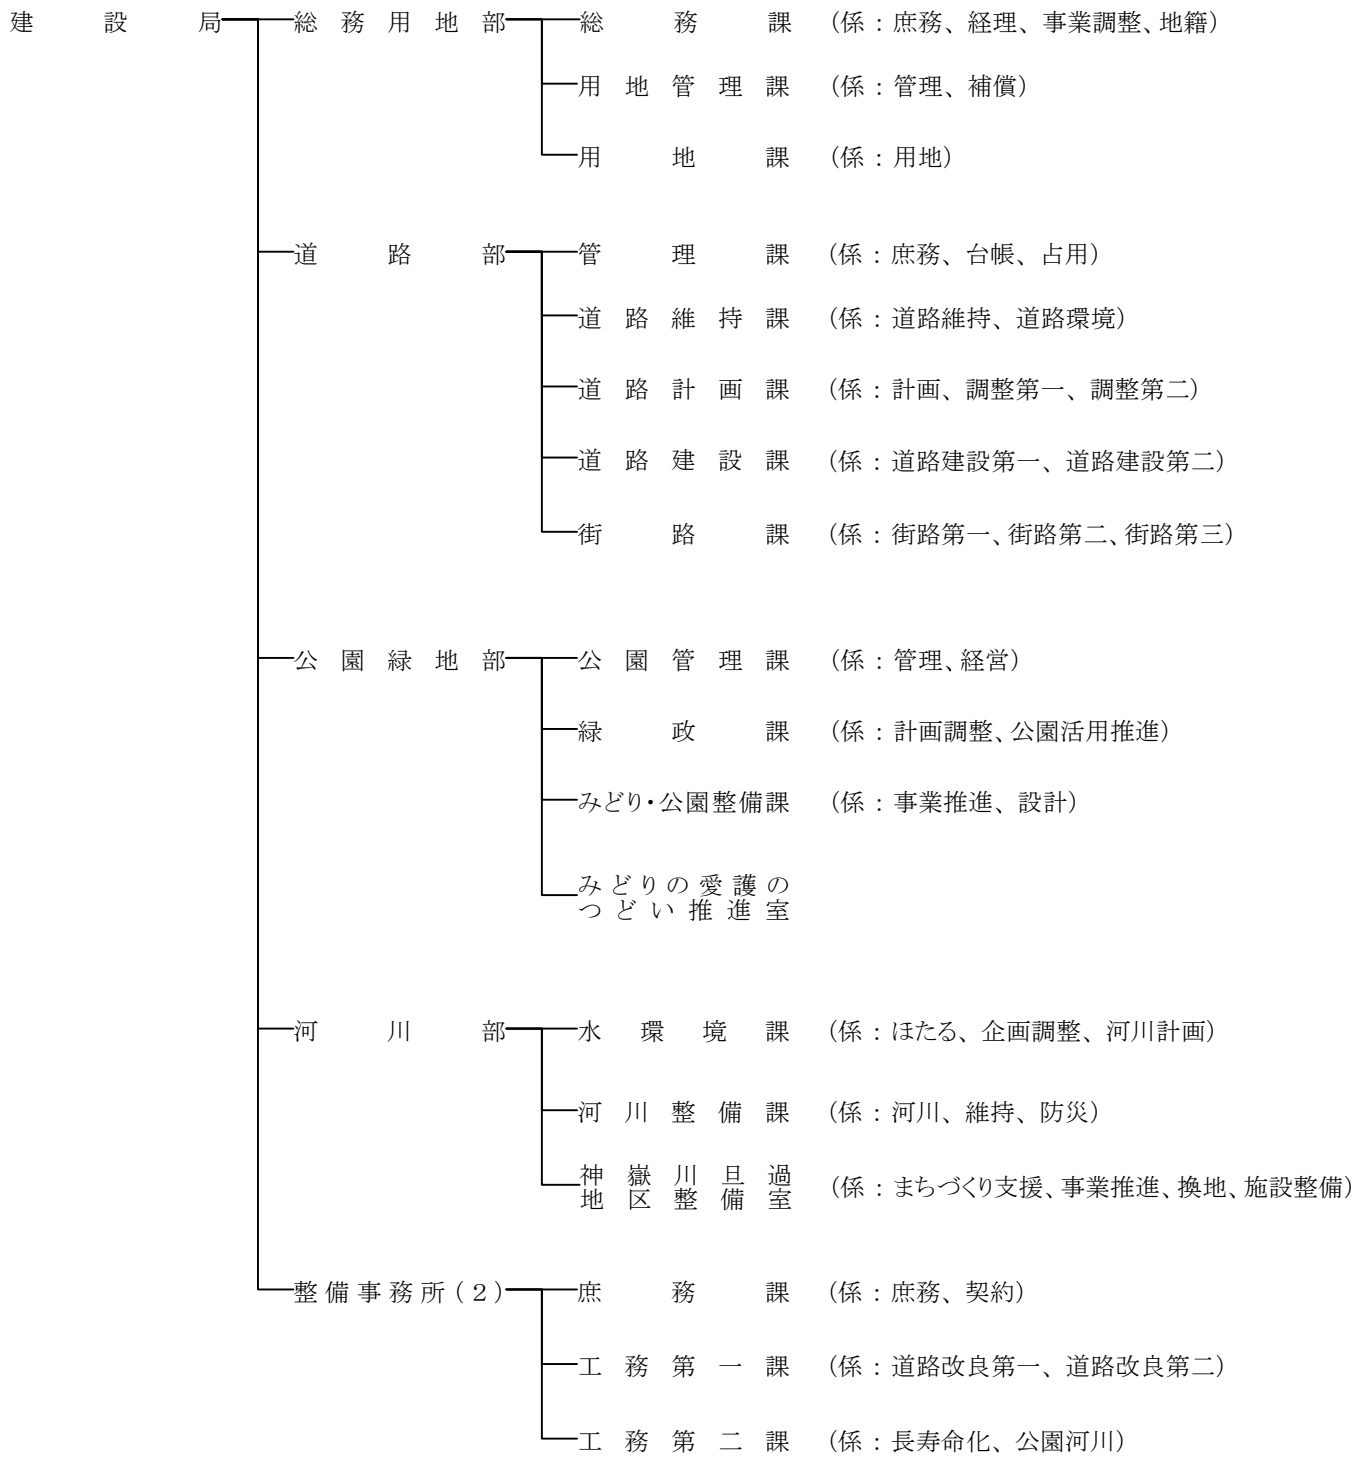 建設局 総務用地部 総務課 （係：庶務、経理、事業調整、地籍）
用地管理課 （係：管理、補償）
用地課 （係：用地）
道路部 管理課 （係：庶務、台帳、占用）
道路維持課 （係：道路維持、道路環境）
道路計画課 （係：計画、調整第一、調整第二）
道路建設課 （係：道路建設第一、道路建設第二）
街路課 （係：街路第一、街路第二、街路第三）
公園緑地部 公園管理課 （係：管理、経営）
緑政課 （係：計画調整、公園活用推進）
みどり・公園整備課 （係：事業推進、設計）
みどりの愛護の
つどい推進室
河川部 水環境課 （係：ほたる、企画調整、河川計画）
河川整備課 （係：河川、維持、防災）
神嶽川旦過
地区整備室 （係：まちづくり支援、事業推進、換地、施設整備）
整備事務所（２） 庶務課 （係：庶務、契約）
工務第一課 （係：道路改良第一、道路改良第二）
工務第二課 （係：長寿命化、公園河川）